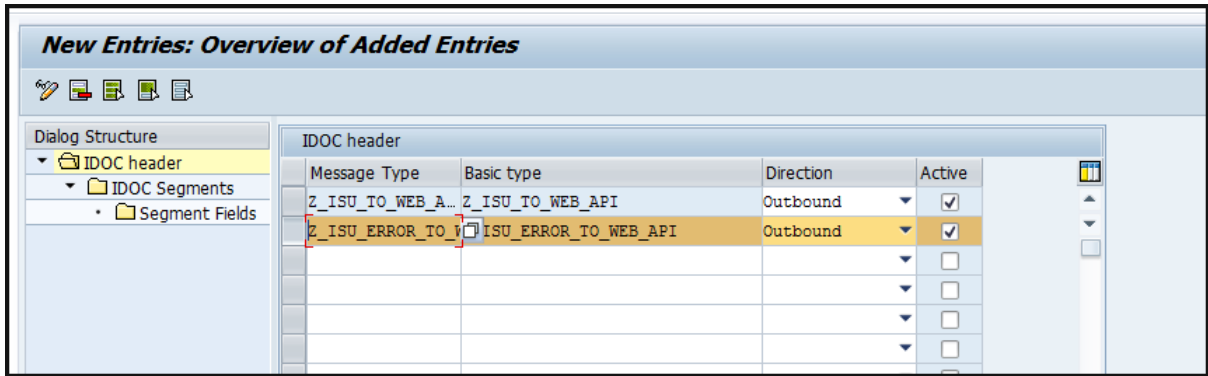 New Entries: Overview of Added Entries
Dialog Structure
IDOC header
IDOC Segments
Segment Fields
IDOC header
Message Type Basic type Direction Active
Z_ISU_TO_WEB_A... Z_ISU_TO_WEB_API Outbound
Z_ISU_ERROR_TO_ ISU_ERROR_TO_WEB_API Outbound